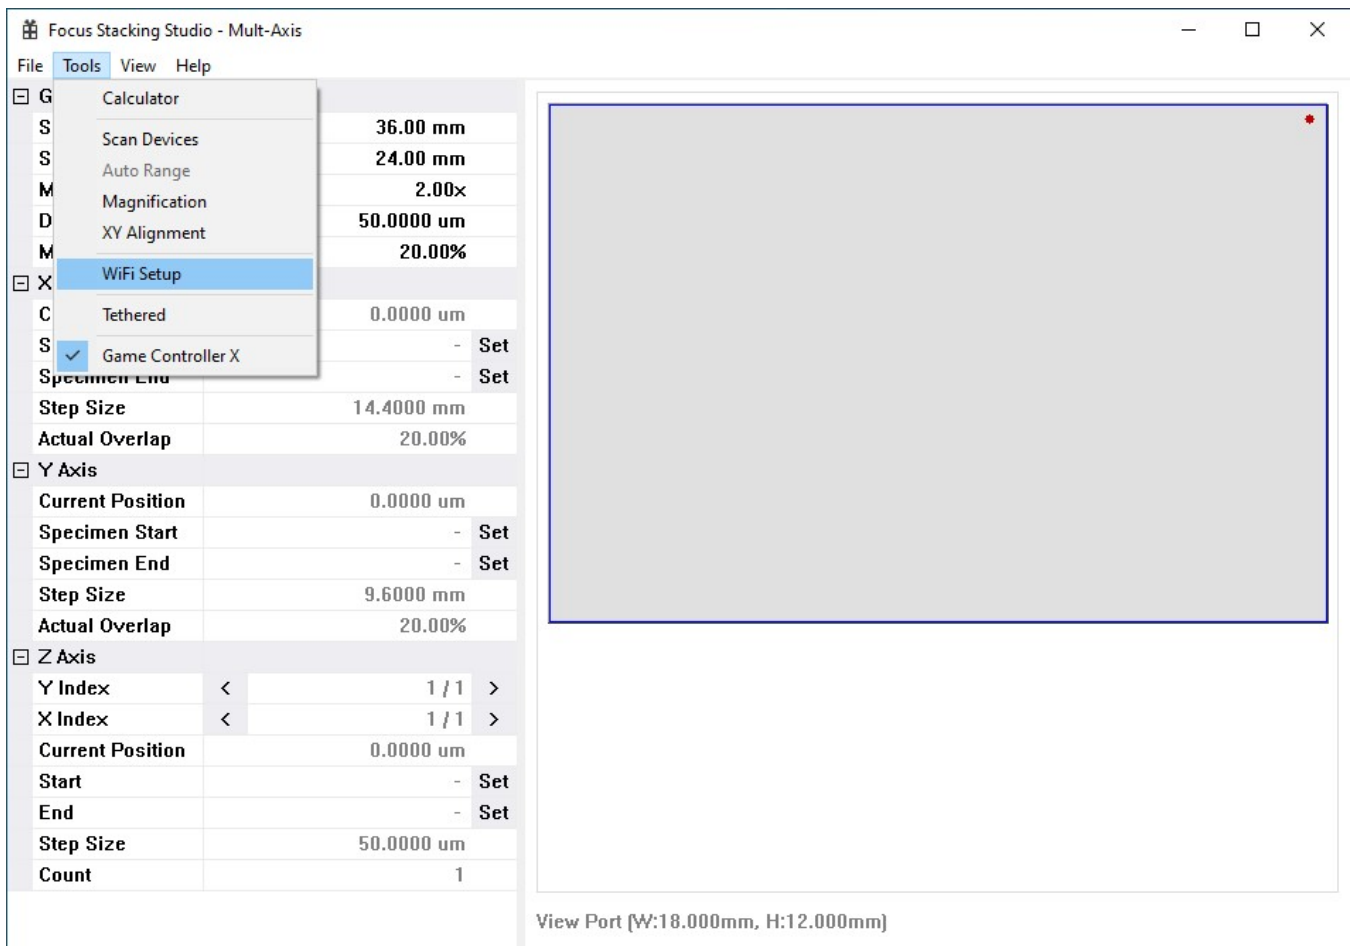 Focus Stacking Studio - Mult-Axis
File Tools View Help
Calculator
Scan Devices
Auto Range
Magnification
XY Alignment
WiFi Setup
Tethered
Game Controller X
G
S 36.00 mm
S 24.00 mm
M 2.00x
D 50.0000 um
M 20.00%
X
C 0.0000 um
S - Set
Specimen End - Set
Step Size 14.4000 mm
Actual Overlap 20.00%
Y Axis
Current Position 0.0000 um
Specimen Start - Set
Specimen End - Set
Step Size 9.6000 mm
Actual Overlap 20.00%
Z Axis
Y Index < 1 / 1 >
X Index < 1 / 1 >
Current Position 0.0000 um
Start - Set
End - Set
Step Size 50.0000 um
Count 1
View Port (W:18.000mm, H:12.000mm)